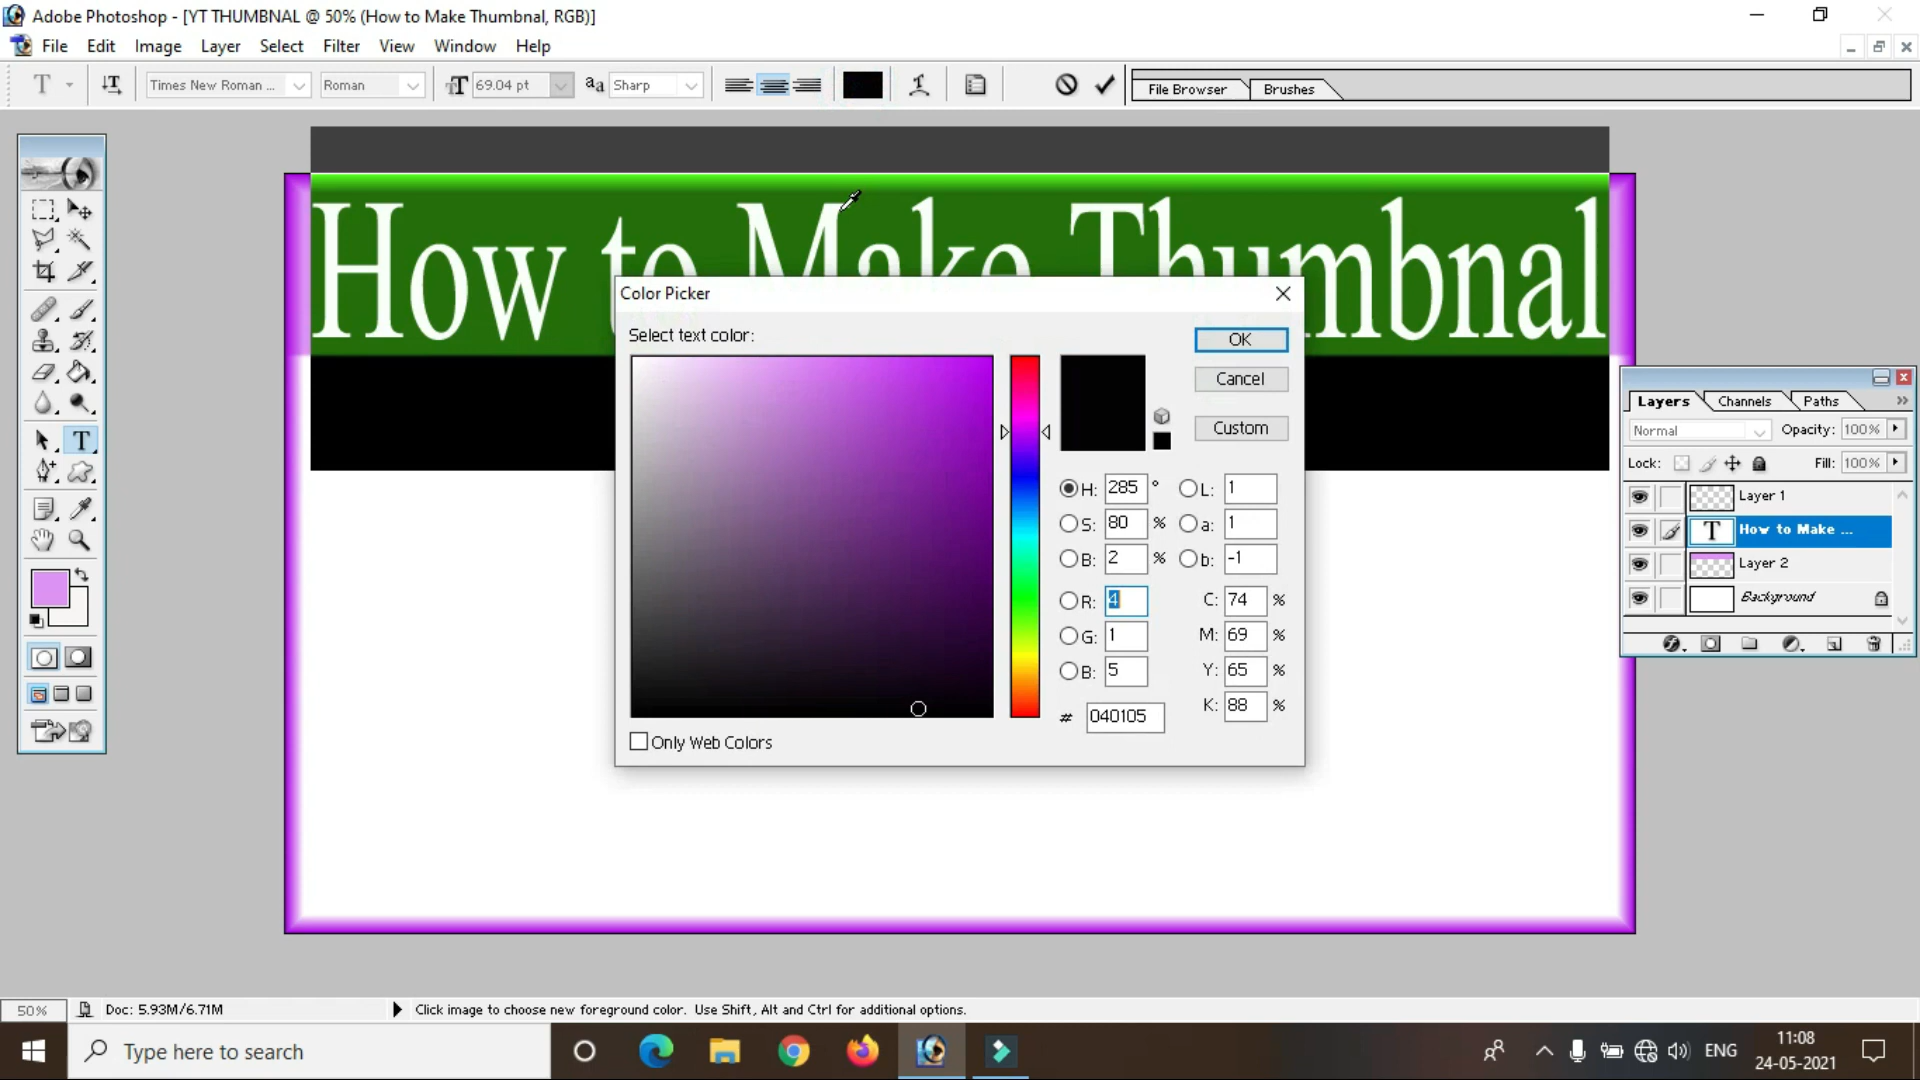 Adobe Photoshop - [YT THUMBNAL @ 50% (How to Make Thumbnal, RGB)]
File Edit Image Layer Select Filter View Window Help
T Times New Roman ... Roman T 69.04 pt aa Sharp File Browser Brushes
How to Make Thumbnal
Color Picker
Select text color:
OK
Cancel
Custom
H: 285 ° L: 1
S: 80 % a: 1
B: 2 % b: -1
R: 4 C: 74 %
G: 1 M: 69 %
B: 5 Y: 65 %
# 040105 K: 88 %
Only Web Colors
Layers Channels Paths
Normal Opacity: 100%
Lock: Fill: 100%
Layer 1
T How to Make ...
Layer 2
Background
50% Doc: 5.93M/6.71M Click image to choose new foreground color. Use Shift, Alt and Ctrl for additional options.
Type here to search
ENG
11:08
24-05-2021